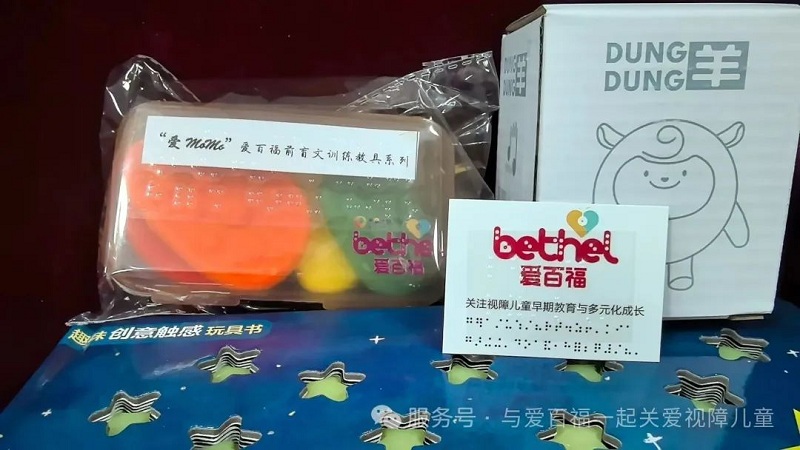 DUNG
DUNG 羊
“爱 MoMo” 爱百福前盲文训练教具系列
bethel
爱百福
bethel
爱百福
关注视障儿童早期教育与多元化成长
趣味 创意触感 玩具书
服务号 · 与爱百福一起关爱视障儿童